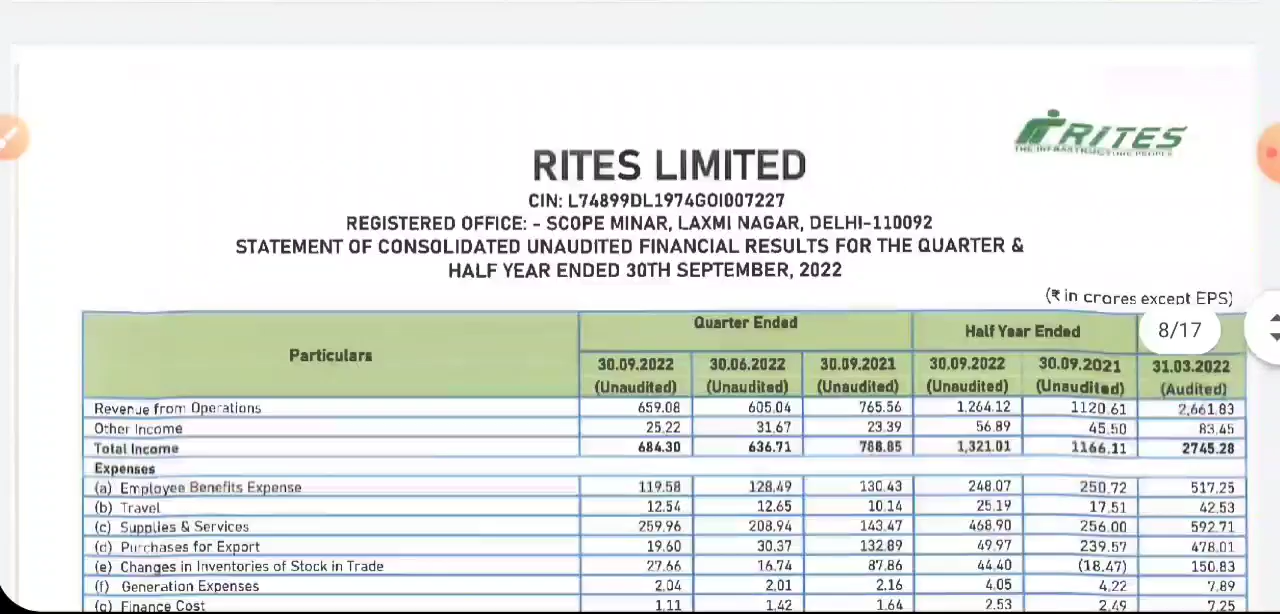 RITES
THE INFRASTRUCTURE PEOPLE
RITES LIMITED
CIN: L74899DL1974GOI007227
REGISTERED OFFICE: - SCOPE MINAR, LAXMI NAGAR, DELHI-110092
STATEMENT OF CONSOLIDATED UNAUDITED FINANCIAL RESULTS FOR THE QUARTER &
HALF YEAR ENDED 30TH SEPTEMBER, 2022
(₹ in crores except EPS)
Particulars Quarter Ended Half Year Ended 8/17
30.09.2022 30.06.2022 30.09.2021 30.09.2022 30.09.2021 31.03.2022
(Unaudited) (Unaudited) (Unaudited) (Unaudited) (Unaudited) (Audited)
Revenue from Operations 659.08 605.04 765.56 1,264.12 1120.61 2,661.83
Other Income 25.22 31.67 23.39 56.89 45.50 83.45
Total Income 684.30 636.71 788.85 1,321.01 1166.11 2745.28
Expenses
(a) Employee Benefits Expense 119.58 128.49 130.43 248.07 250.72 517.25
(b) Travel 12.54 12.65 10.14 25.19 17.51 42.53
(c) Supplies & Services 259.96 208.94 143.47 468.90 256.00 592.71
(d) Purchases for Export 19.60 30.37 132.89 49.97 239.57 478.01
(e) Changes in Inventories of Stock in Trade 27.66 16.74 87.86 44.40 (18.47) 150.83
(f) Generation Expenses 2.04 2.01 2.16 4.05 4.22 7.89
(g) Finance Cost 1.11 1.42 1.64 2.53 2.49 7.25